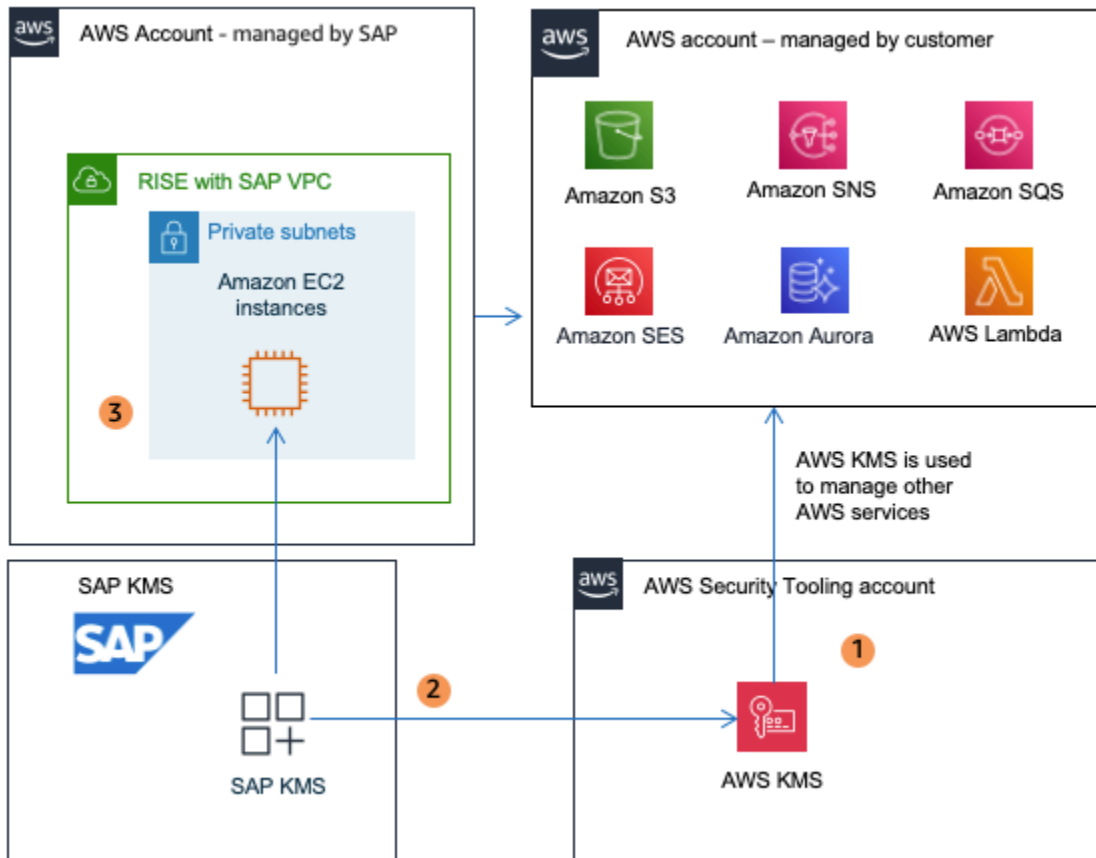 aws
AWS Account - managed by SAP
RISE with SAP VPC
Private subnets
Amazon EC2
instances
3
aws
AWS account – managed by customer
Amazon S3
Amazon SNS
Amazon SQS
Amazon SES
Amazon Aurora
AWS Lambda
AWS KMS is used
to manage other
AWS services
SAP KMS
SAP
SAP KMS
2
aws
AWS Security Tooling account
1
AWS KMS